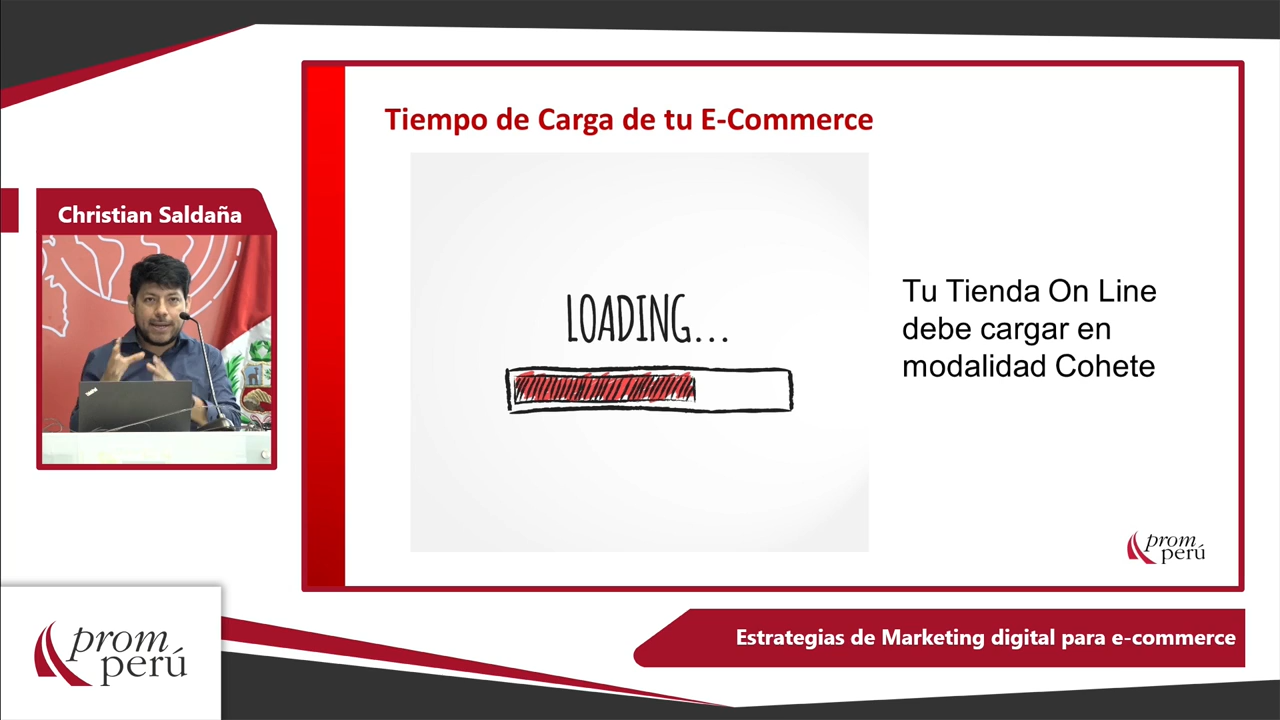 Tiempo de Carga de tu E-Commerce
Christian Saldaña
LOADING...
Tu Tienda On Line
debe cargar en
modalidad Cohete
prom
perú
prom
perú
Estrategias de Marketing digital para e-commerce